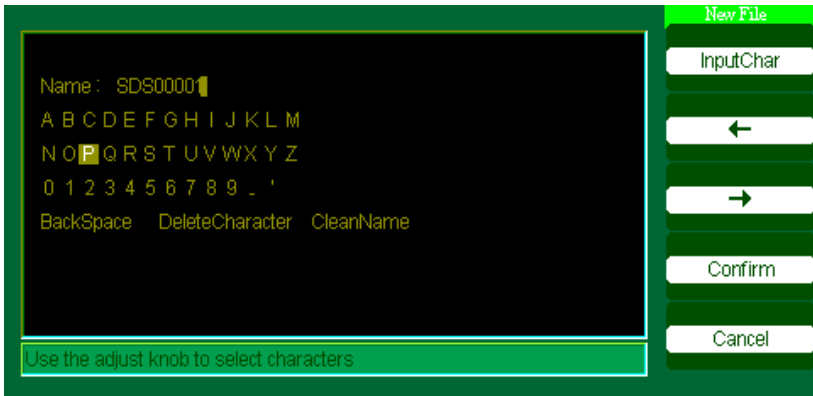 New File
Name: SDS00001
A B C D E F G H I J K L M
N O P Q R S T U V W X Y Z
0 1 2 3 4 5 6 7 8 9 _ '
BackSpace DeleteCharacter CleanName
Use the adjust knob to select characters
InputChar
←
→
Confirm
Cancel